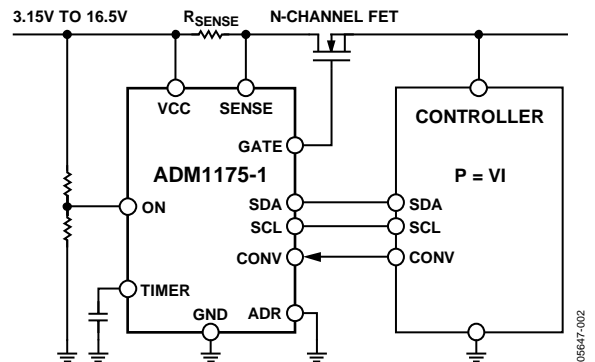 3.15V TO 16.5V
RSENSE
N-CHANNEL FET
VCC
SENSE
CONTROLLER
GATE
ADM1175-1
P = VI
ON
SDA
SDA
SCL
SCL
CONV
CONV
TIMER
GND
ADR
05647-002